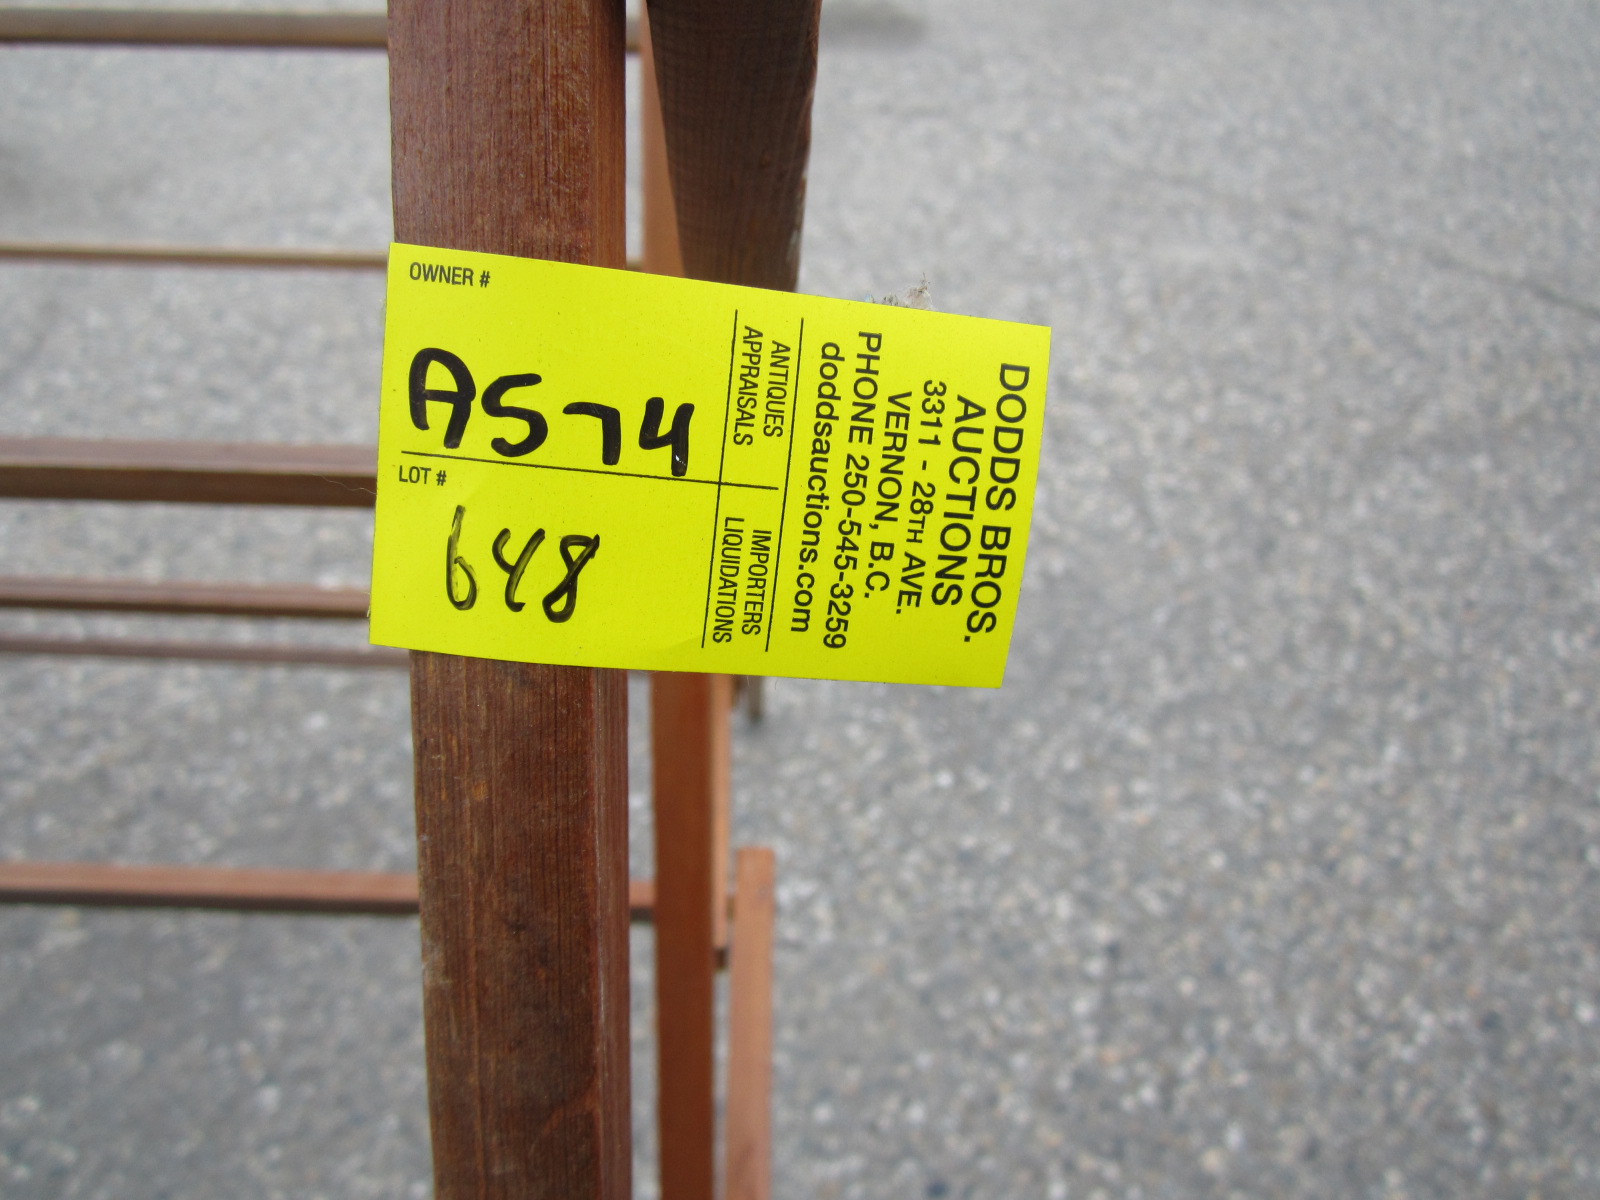 OWNER #
A574
LOT #
648
ANTIQUES
APPRAISALS
IMPORTERS
LIQUIDATIONS
DODDS BROS.
AUCTIONS
3311 - 28TH AVE.
VERNON, B.C.
PHONE 250-545-3259
doddsauctions.com